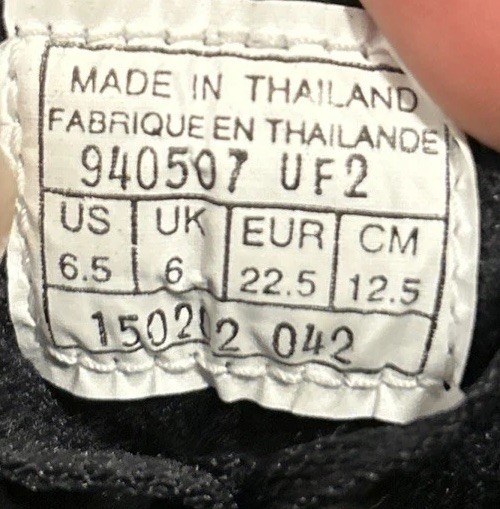 MADE IN THAILAND
FABRIQUE EN THAILANDE
940507 UF2
US UK EUR CM
6.5 6 22.5 12.5
150212 042